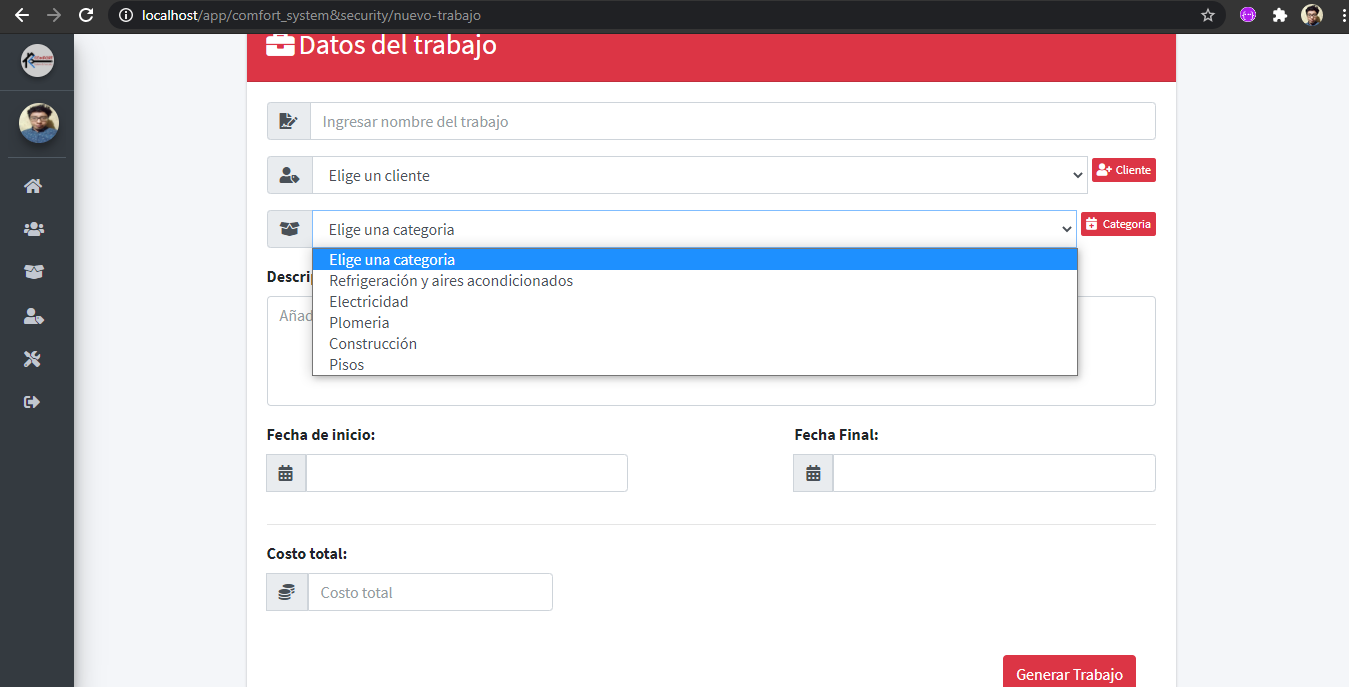 localhost/app/comfort_system&security/nuevo-trabajo
Datos del trabajo
Ingresar nombre del trabajo
Elige un cliente
Cliente
Elige una categoria
Categoria
Elige una categoria
Refrigeración y aires acondicionados
Electricidad
Plomeria
Construcción
Pisos
Descrip
Añad
Fecha de inicio: Fecha Final:
Costo total:
Costo total
Generar Trabajo